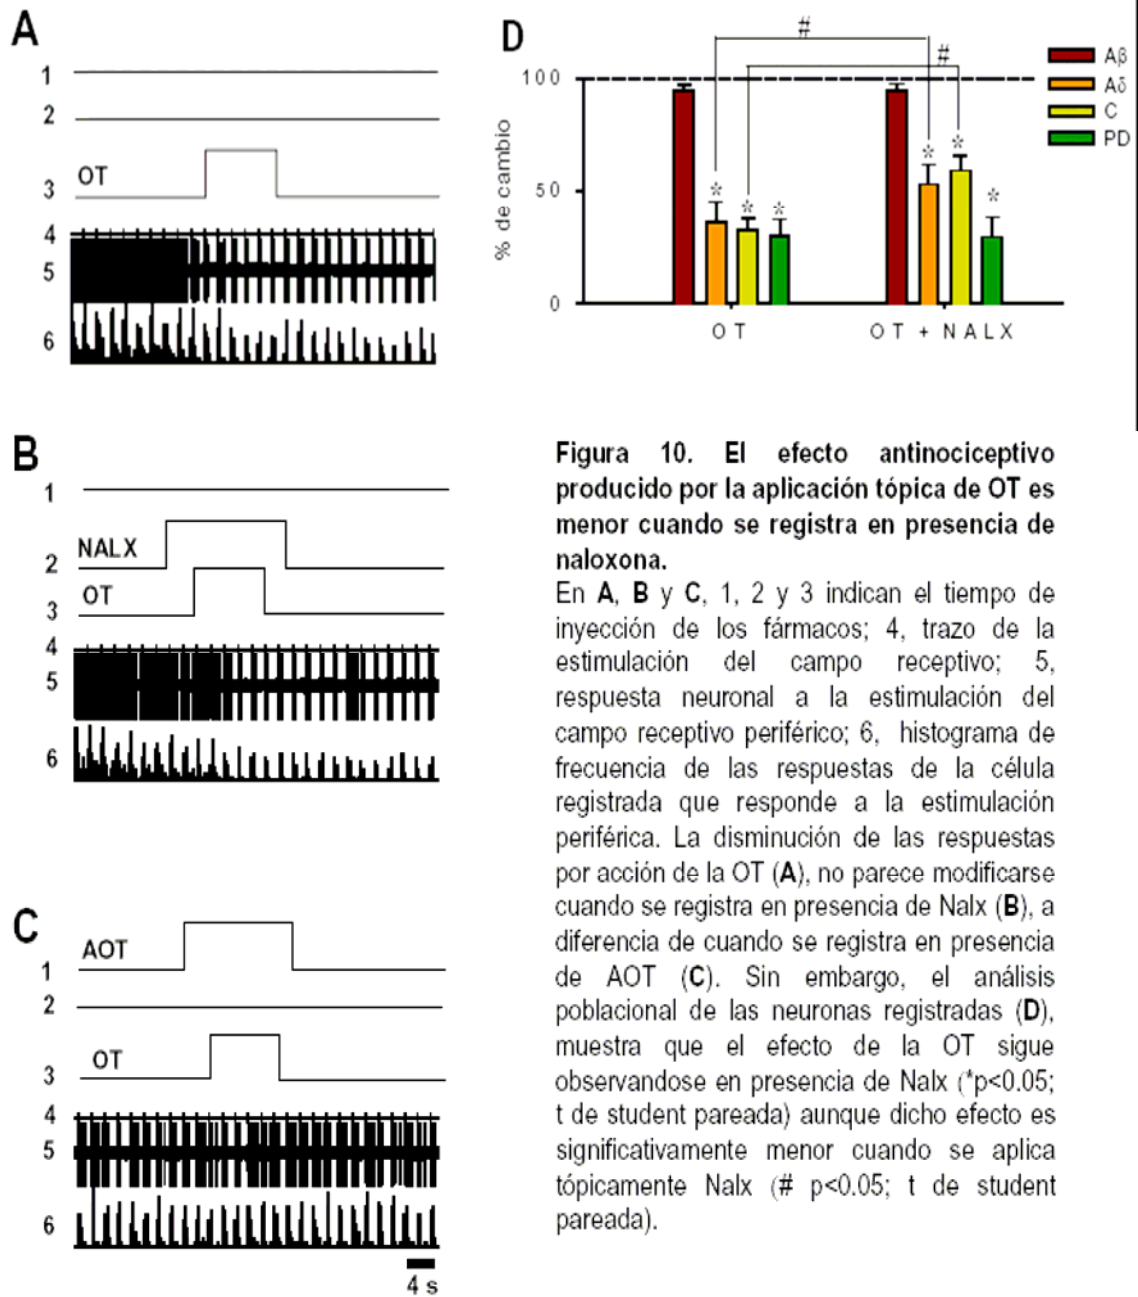 A
1
2
OT
3
4
5
6
B
1
NALX
2
OT
3
4
5
6
C
AOT
1
2
OT
3
4
5
6
4 s
D
% de cambio
100
50
0
#
#
* * *
* * *
OT
OT + NALX
Aβ
Aδ
C
PD
Figura 10. El efecto antinociceptivo
producido por la aplicación tópica de OT es
menor cuando se registra en presencia de
naloxona.
En A, B y C, 1, 2 y 3 indican el tiempo de
inyección de los fármacos; 4, trazo de la
estimulación del campo receptivo; 5,
respuesta neuronal a la estimulación del
campo receptivo periférico; 6, histograma de
frecuencia de las respuestas de la célula
registrada que responde a la estimulación
periférica. La disminución de las respuestas
por acción de la OT (A), no parece modificarse
cuando se registra en presencia de Nalx (B), a
diferencia de cuando se registra en presencia
de AOT (C). Sin embargo, el análisis
poblacional de las neuronas registradas (D),
muestra que el efecto de la OT sigue
observandose en presencia de Nalx (*p<0.05;
t de student pareada) aunque dicho efecto es
significativamente menor cuando se aplica
tópicamente Nalx (# p<0.05; t de student
pareada).